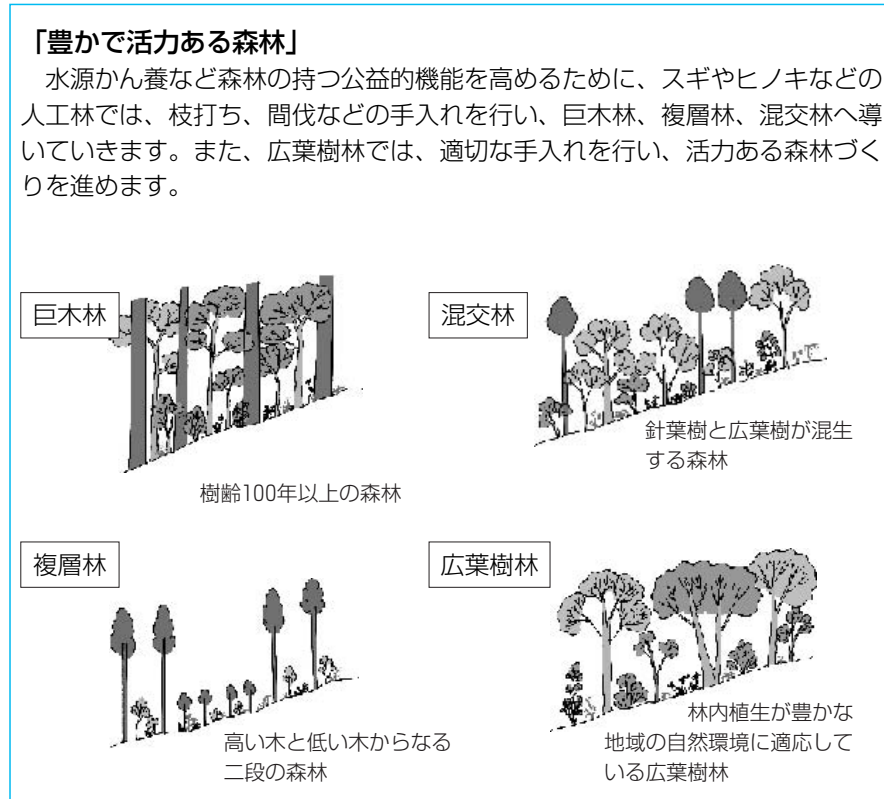 「豊かで活力ある森林」
水源かん養など森林の持つ公益的機能を高めるために、スギやヒノキなどの
人工林では、枝打ち、間伐などの手入れを行い、巨木林、複層林、混交林へ導
いていきます。また、広葉樹林では、適切な手入れを行い、活力ある森林づく
りを進めます。
巨木林
樹齢100年以上の森林
混交林
針葉樹と広葉樹が混生
する森林
複層林
高い木と低い木からなる
二段の森林
広葉樹林
林内植生が豊かな
地域の自然環境に適応して
いる広葉樹林